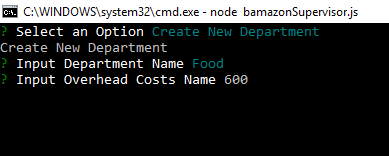 C:\WINDOWS\system32\cmd.exe - node  bamazonSupervisor.js
? Select an Option Create New Department
Create New Department
? Input Department Name Food
? Input Overhead Costs Name 600